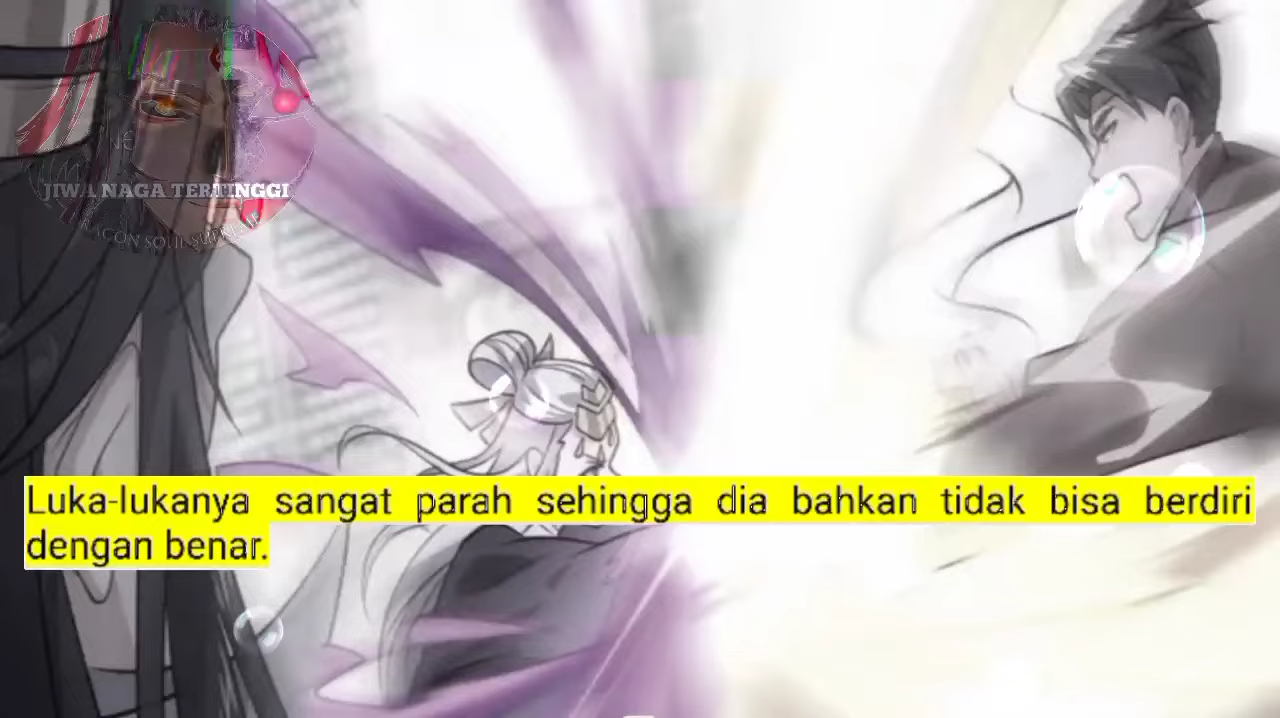 JIWA NAGA TERTINGGI
Luka-lukanya sangat parah sehingga dia bahkan tidak bisa berdiri
dengan benar.